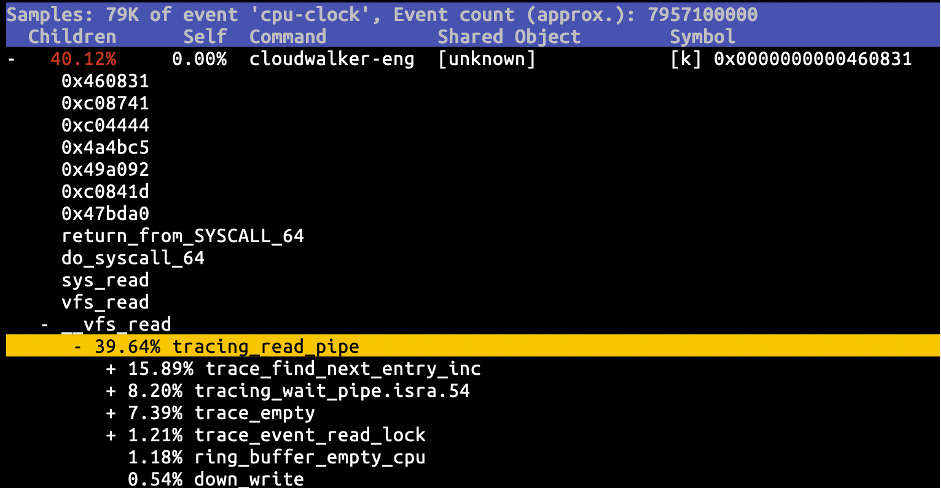 Samples: 79K of event 'cpu-clock', Event count (approx.): 7957100000
Children Self Command Shared Object Symbol
- 40.12% 0.00% cloudwalker-eng [unknown] [k] 0x0000000000460831
0x460831
0xc08741
0xc04444
0x4a4bc5
0x49a092
0xc0841d
0x47bda0
return_from_SYSCALL_64
do_syscall_64
sys_read
vfs_read
- __vfs_read
- 39.64% tracing_read_pipe
+ 15.89% trace_find_next_entry_inc
+ 8.20% tracing_wait_pipe.isra.54
+ 7.39% trace_empty
+ 1.21% trace_event_read_lock
1.18% ring_buffer_empty_cpu
0.54% down_write